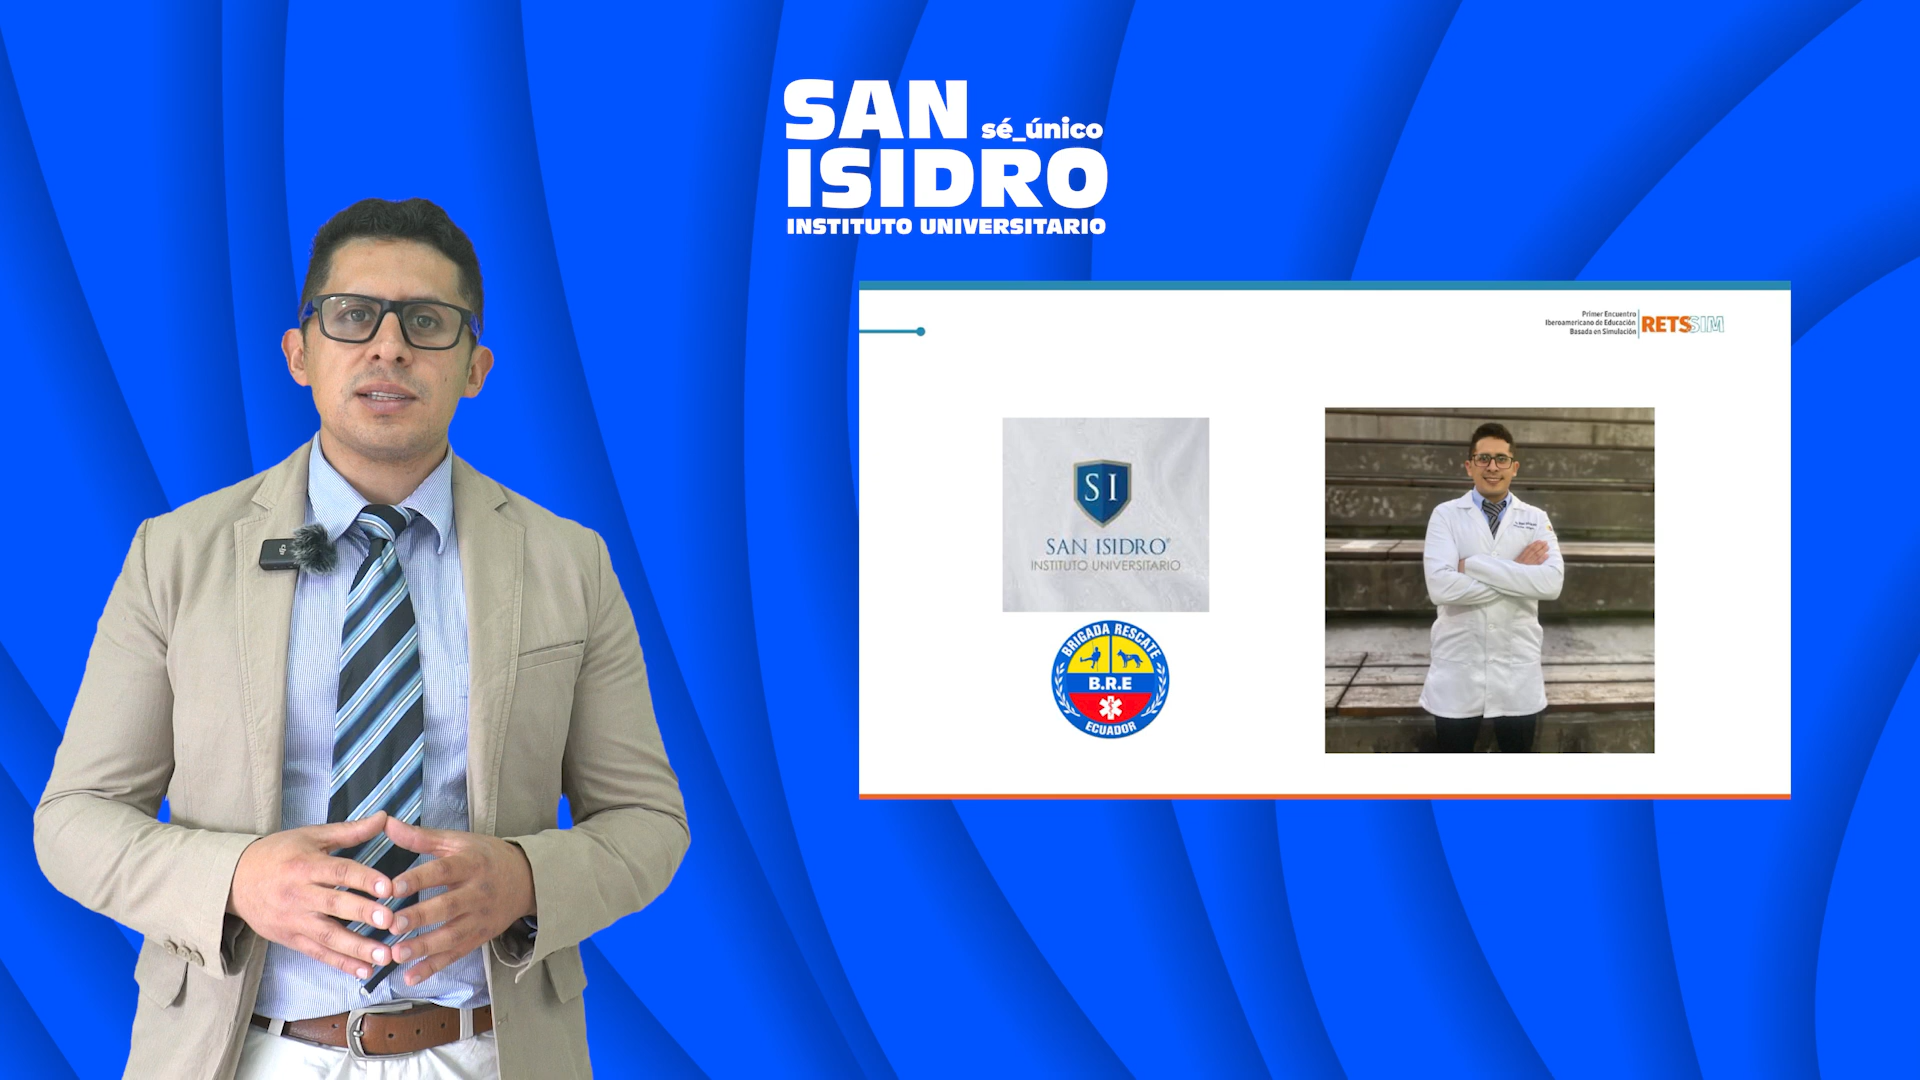 SAN
sé_único
ISIDRO
INSTITUTO UNIVERSITARIO
Primer Encuentro
Iberoamericano de Educación
Basada en Simulación
RETSSIM
SI
SAN ISIDRO®
INSTITUTO UNIVERSITARIO
BRIGADA RESCATE
B.R.E
ECUADOR